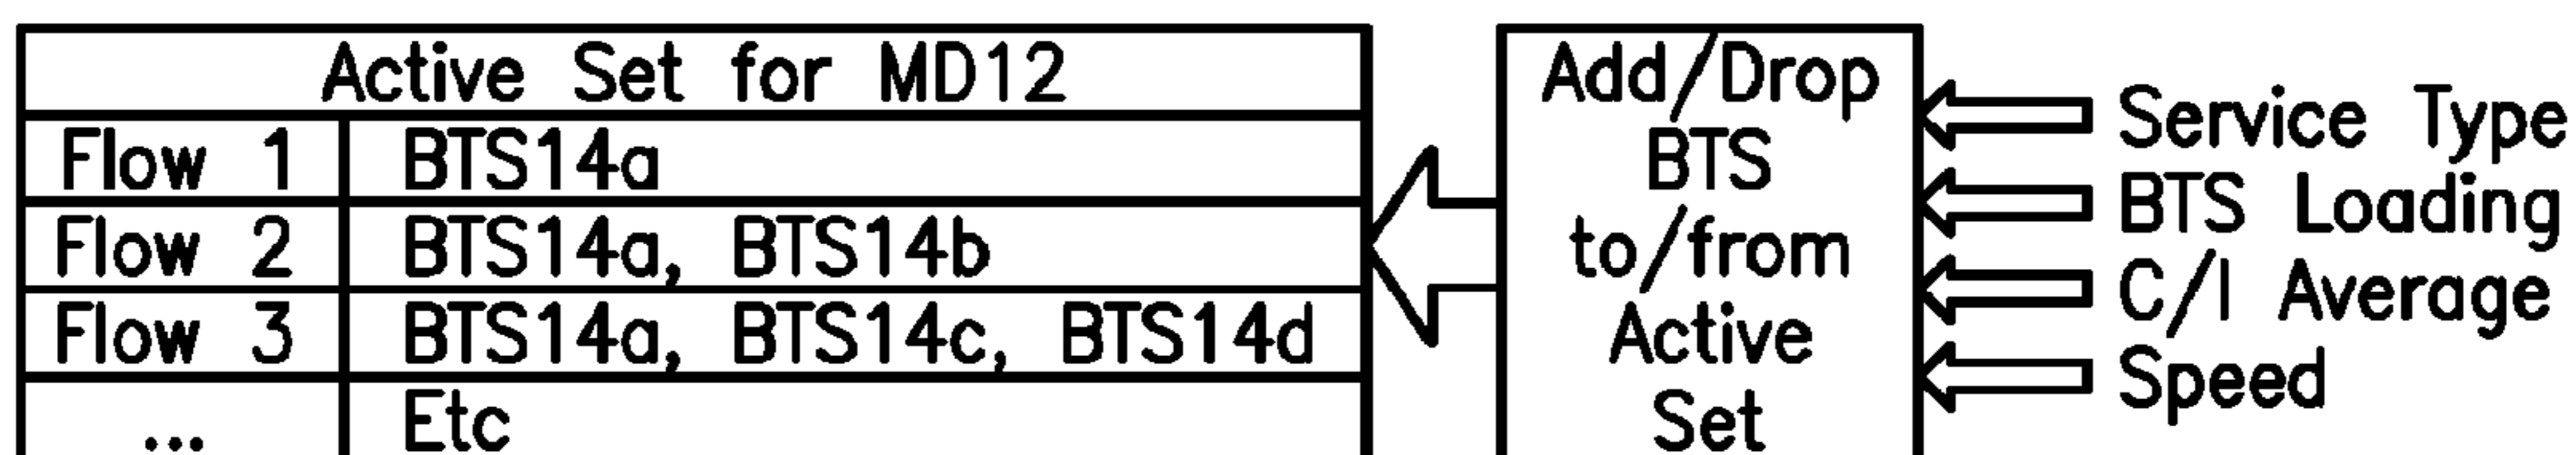 Active Set for MD12
Flow 1 BTS14a
Flow 2 BTS14a, BTS14b
Flow 3 BTS14a, BTS14c, BTS14d
... Etc
Add/Drop
BTS
to/from
Active
Set
Service Type
BTS Loading
C/I Average
Speed